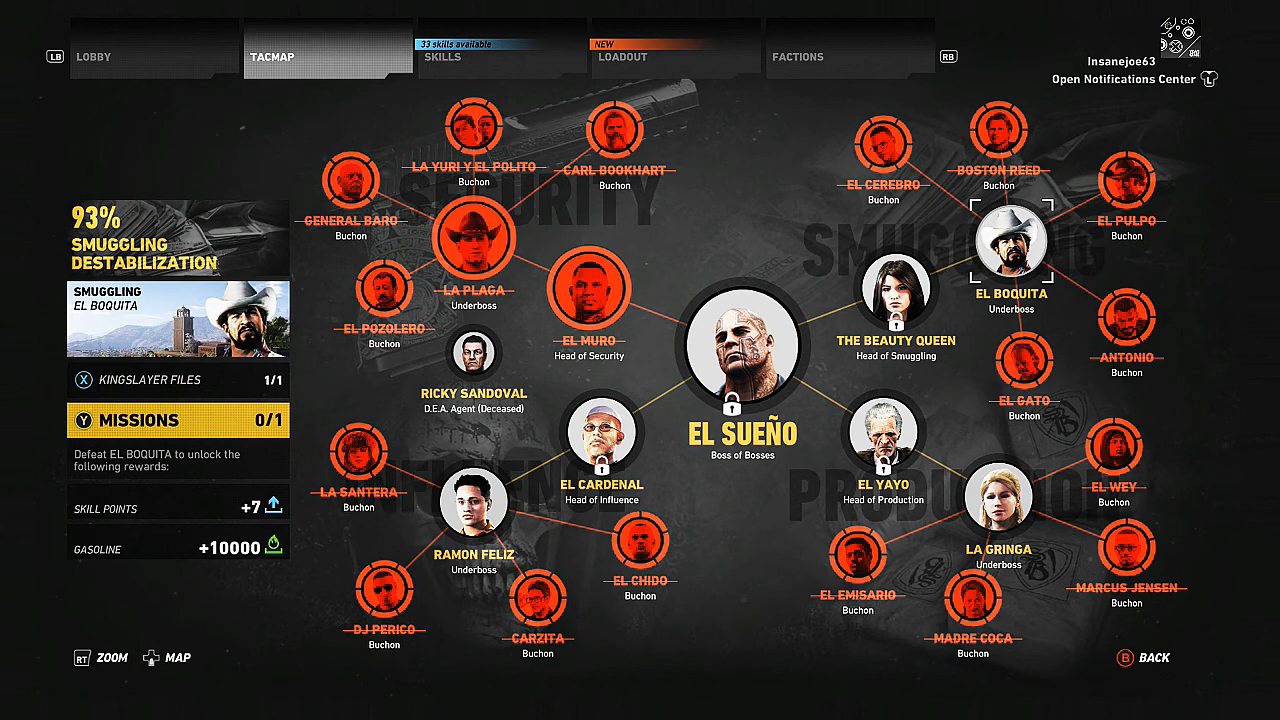 LB
LOBBY
TACMAP
33 skills available
SKILLS
NEW
LOADOUT
FACTIONS
RB
Insanejoe63
Open Notifications Center L
SECURITY
SMUGGLING
INFLUENCE
PRODUCTION
LA YURI Y EL POLITO
Buchon
CARL BOOKHART
Buchon
GENERAL BARO
Buchon
LA PLAGA
Underboss
EL POZOLERO
Buchon
EL MURO
Head of Security
RICKY SANDOVAL
D.E.A. Agent (Deceased)
EL CEREBRO
Buchon
BOSTON REED
Buchon
EL PULPO
Buchon
EL BOQUITA
Underboss
THE BEAUTY QUEEN
Head of Smuggling
ANTONIO
Buchon
EL GATO
Buchon
EL SUEÑO
Boss of Bosses
EL CARDENAL
Head of Influence
LA SANTERA
Buchon
RAMON FELIZ
Underboss
EL CHIDO
Buchon
DJ PERICO
Buchon
CARZITA
Buchon
EL YAYO
Head of Production
EL WEY
Buchon
LA GRINGA
Underboss
EL EMISARIO
Buchon
MARCUS JENSEN
Buchon
MADRE COCA
Buchon
93%
SMUGGLING
DESTABILIZATION
SMUGGLING
EL BOQUITA
X KINGSLAYER FILES 1/1
Y MISSIONS 0/1
Defeat EL BOQUITA to unlock the
following rewards:
SKILL POINTS +7
GASOLINE +10000
RT ZOOM MAP
B BACK